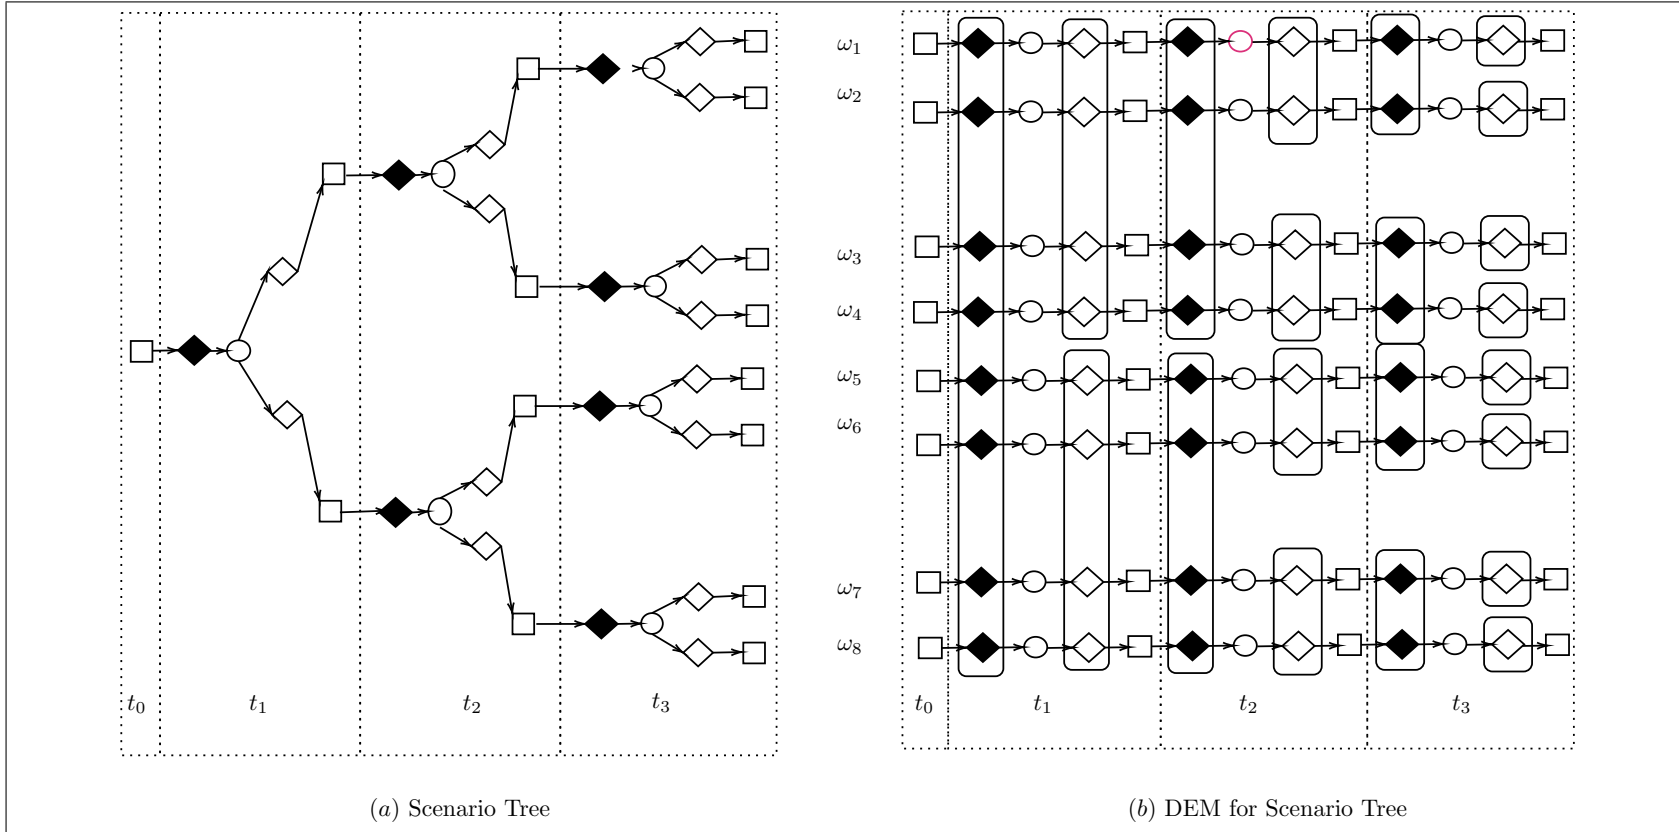 ω1
ω2
ω3
ω4
ω5
ω6
ω7
ω8
t0 t1 t2 t3
t0 t1 t2 t3
(a) Scenario Tree
(b) DEM for Scenario Tree